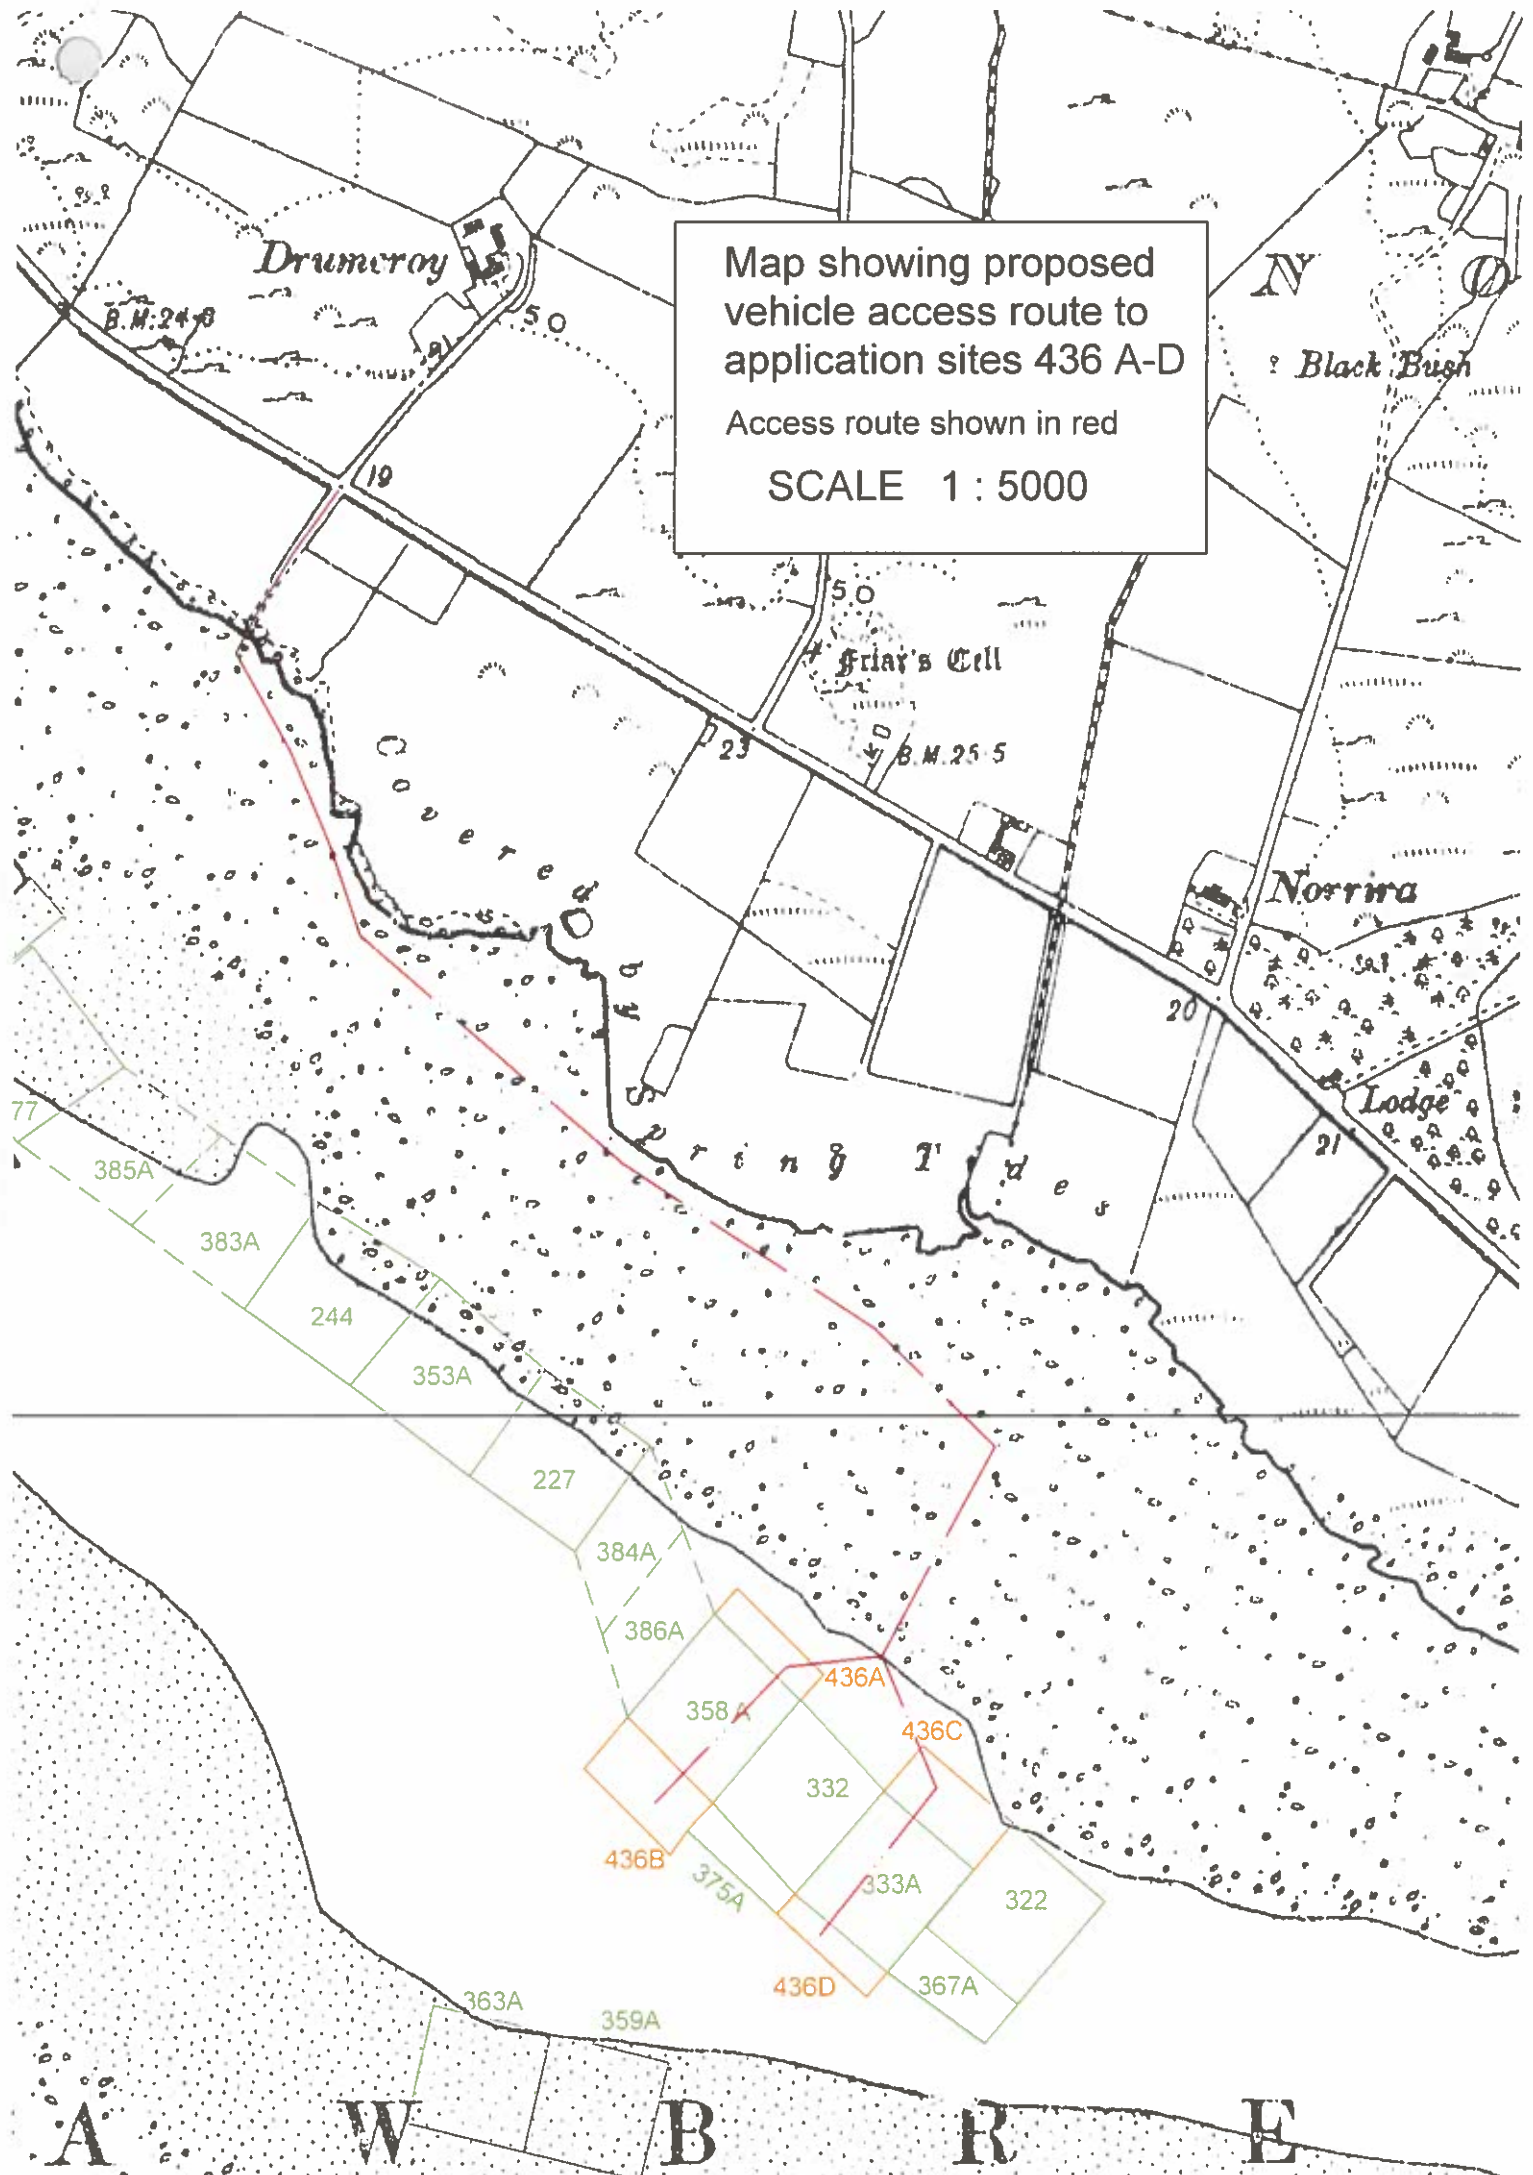 Drumcroy
Map showing proposed
vehicle access route to
application sites 436 A-D
Access route shown in red
SCALE 1 : 5000
N O
B.M. 24·8
50
Black Bush
19
50
Friar's Cell
23
B.M. 25·5
Covered by Spring Tides
Norrwa
20
Lodge
21
77
385A
383A
244
353A
227
384A
386A
436A
358A
436C
332
436B
375A
333A
322
436D
367A
363A
359A
A W B R E